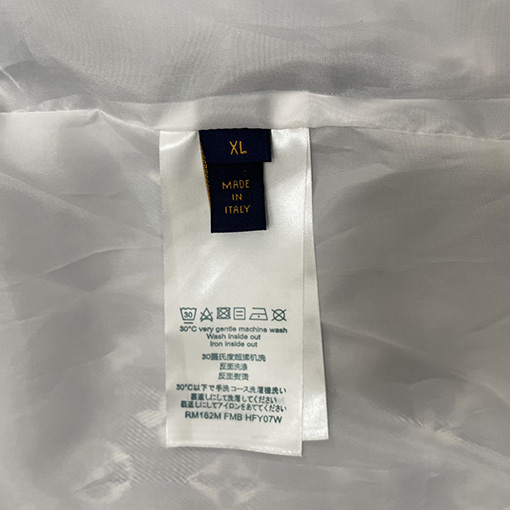 XL
MADE
IN
ITALY
30
30°C very gentle machine wash
Wash inside out
Iron inside out
30摄氏度超柔机洗
反面洗涤
反面熨烫
30°C以下で手洗コース洗濯機洗い
裏返しにして洗濯してください
裏返しにしてアイロンをあててください
RM182M FMB HFY07W